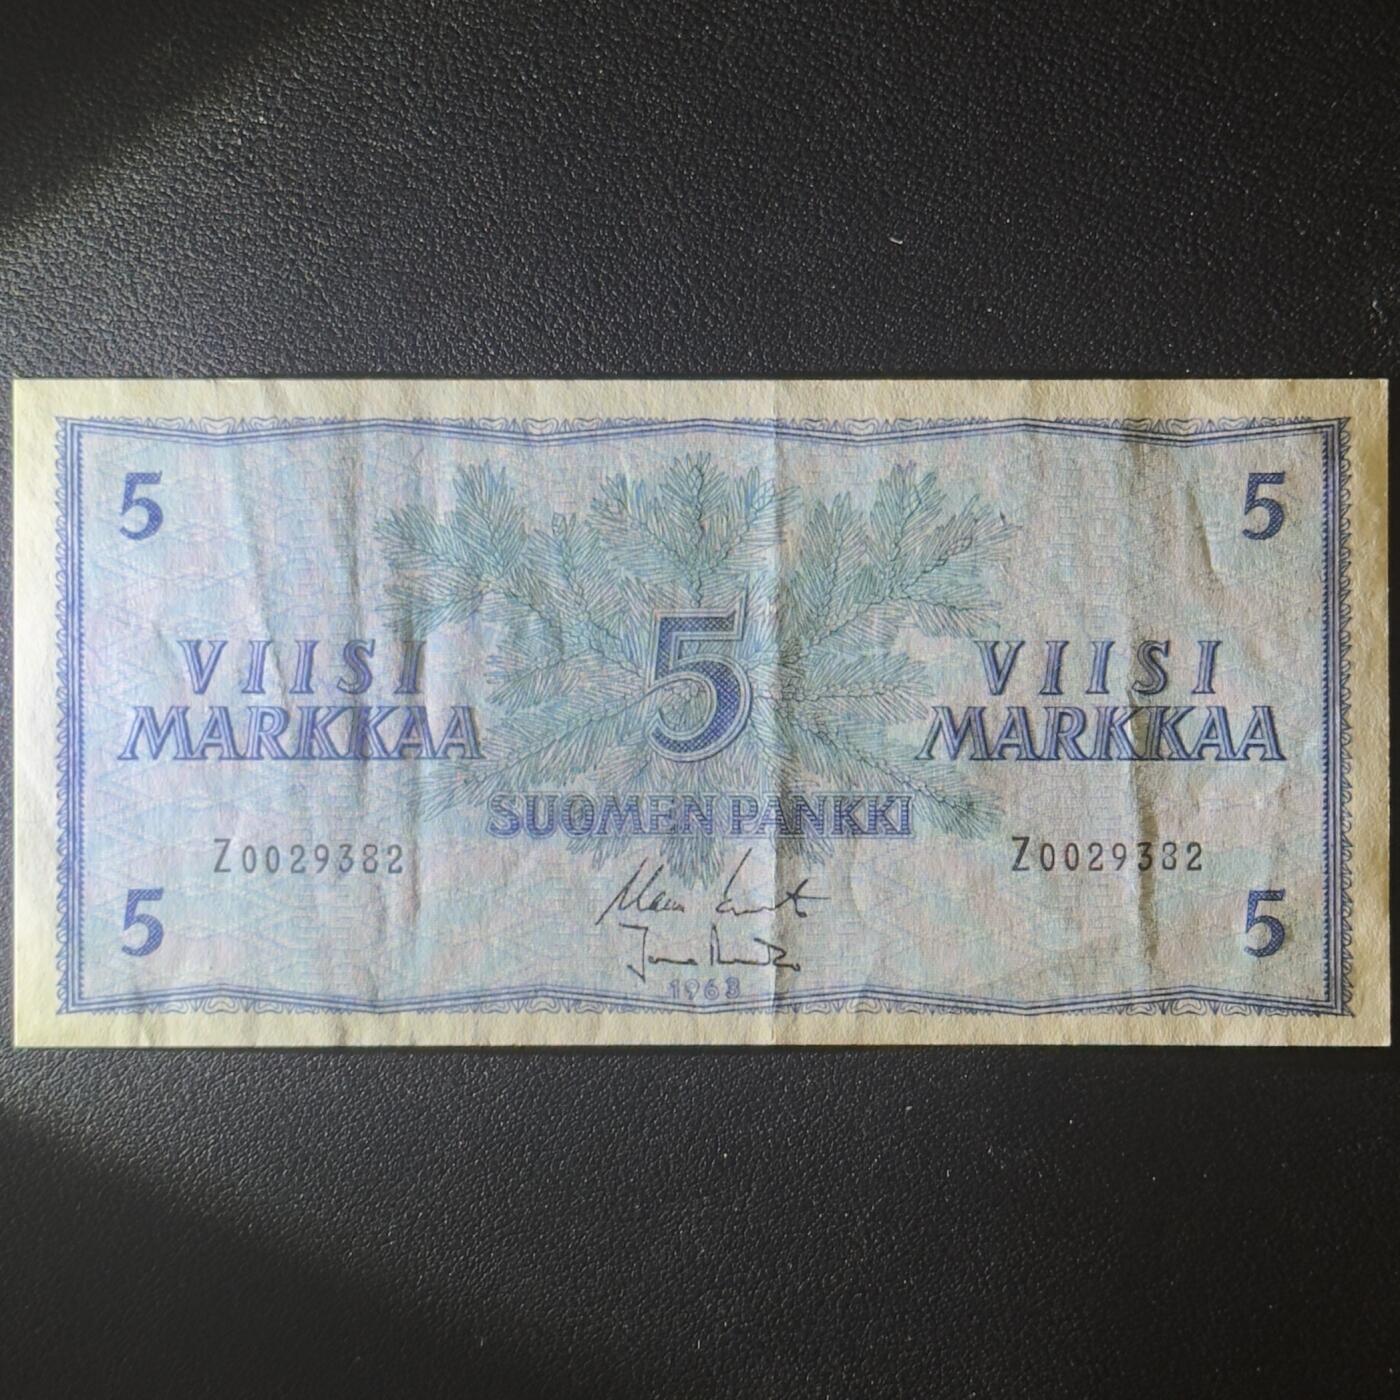 5 5
5
VIISI VIISI
MARKKAA MARKKAA
SUOMEN PANKKI
Z0029382 Z0029382
5 5
1963